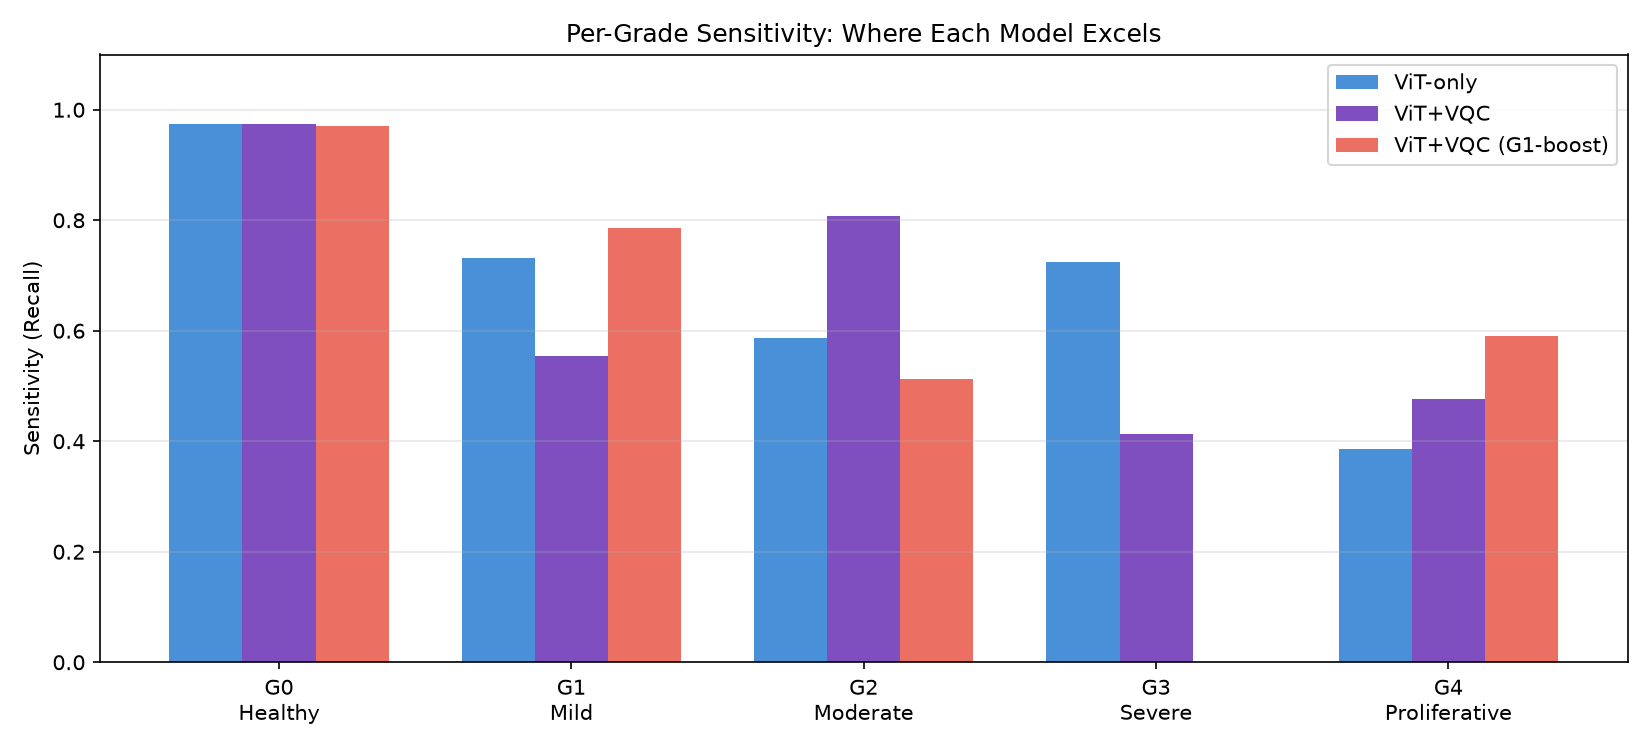 Per-Grade Sensitivity: Where Each Model Excels
ViT-only
ViT+VQC
ViT+VQC (G1-boost)
Sensitivity (Recall)
1.0
0.8
0.6
0.4
0.2
0.0
G0
Healthy
G1
Mild
G2
Moderate
G3
Severe
G4
Proliferative